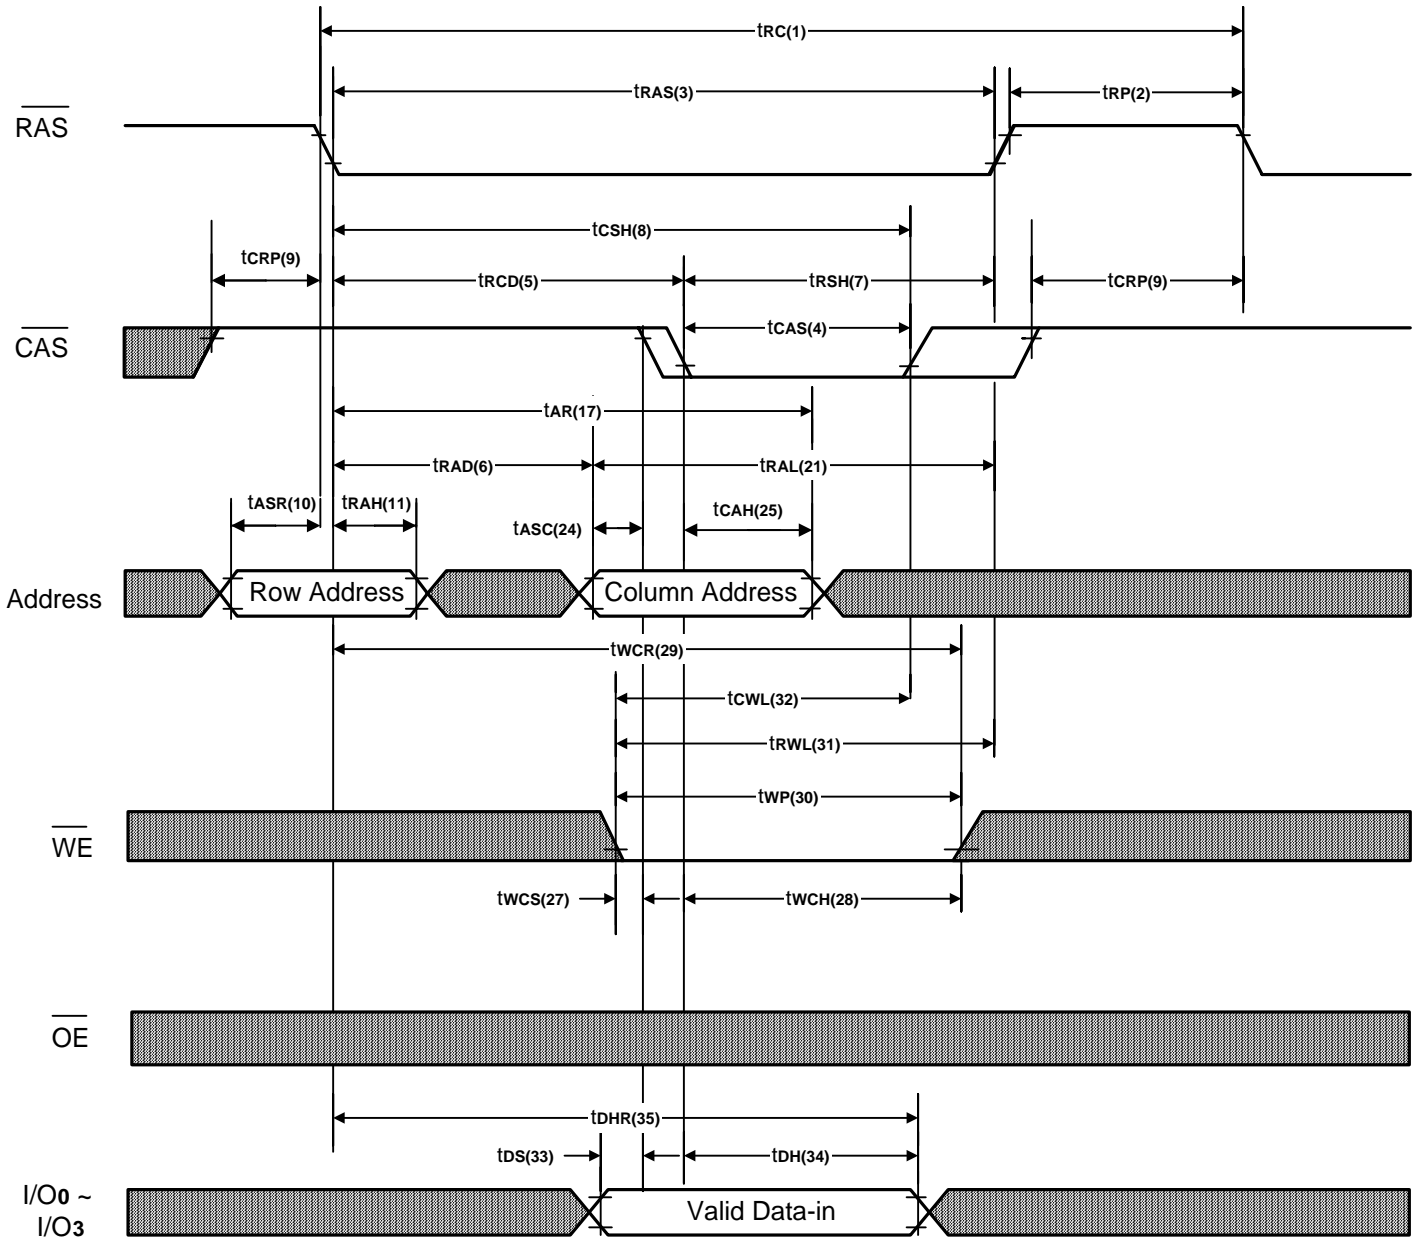 tRC(1)
tRAS(3)
tRP(2)
RAS
tCSH(8)
tCRP(9)
tRCD(5)
tRSH(7)
tCRP(9)
tCAS(4)
CAS
tAR(17)
tRAD(6)
tRAL(21)
tASR(10)
tRAH(11)
tASC(24)
tCAH(25)
Address
Row Address
Column Address
tWCR(29)
tCWL(32)
tRWL(31)
tWP(30)
WE
tWCS(27)
tWCH(28)
OE
tDHR(35)
tDS(33)
tDH(34)
I/O0 ~
I/O3
Valid Data-in